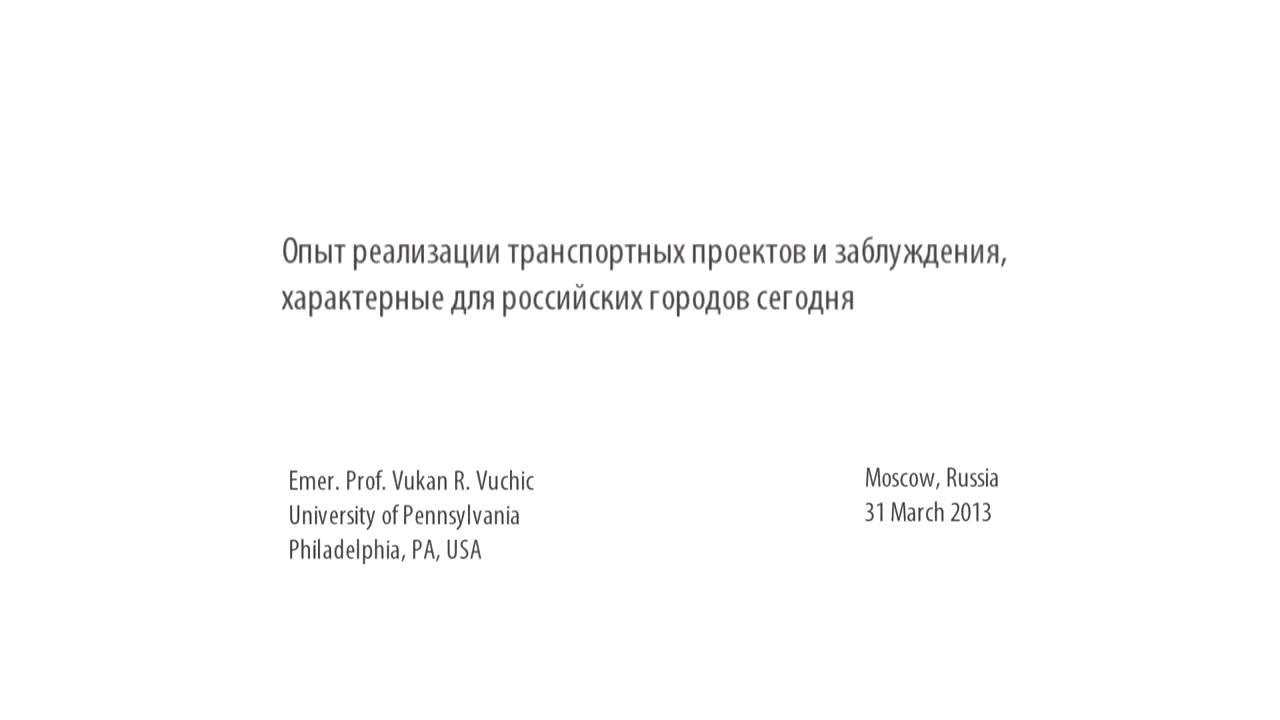 Опыт реализации транспортных проектов и заблуждения,
характерные для российских городов сегодня
Emer. Prof. Vukan R. Vuchic
University of Pennsylvania
Philadelphia, PA, USA
Moscow, Russia
31 March 2013